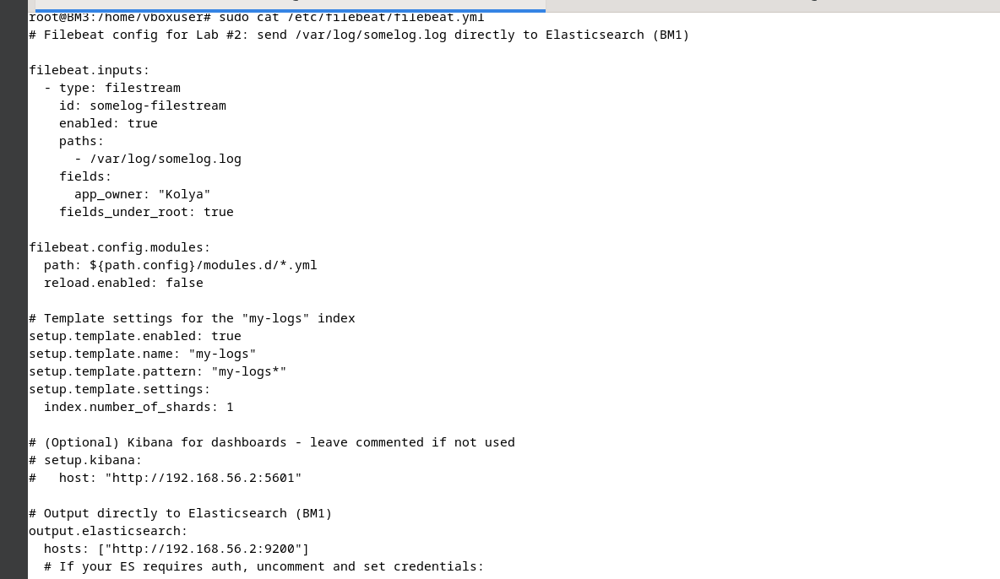 root@BM3:/home/vboxuser# sudo cat /etc/filebeat/filebeat.yml
# Filebeat config for Lab #2: send /var/log/somelog.log directly to Elasticsearch (BM1)

filebeat.inputs:
  - type: filestream
    id: somelog-filestream
    enabled: true
    paths:
      - /var/log/somelog.log
    fields:
      app_owner: "Kolya"
    fields_under_root: true

filebeat.config.modules:
  path: ${path.config}/modules.d/*.yml
  reload.enabled: false

# Template settings for the "my-logs" index
setup.template.enabled: true
setup.template.name: "my-logs"
setup.template.pattern: "my-logs*"
setup.template.settings:
  index.number_of_shards: 1

# (Optional) Kibana for dashboards - leave commented if not used
# setup.kibana:
#   host: "http://192.168.56.2:5601"

# Output directly to Elasticsearch (BM1)
output.elasticsearch:
  hosts: ["http://192.168.56.2:9200"]
  # If your ES requires auth, uncomment and set credentials: